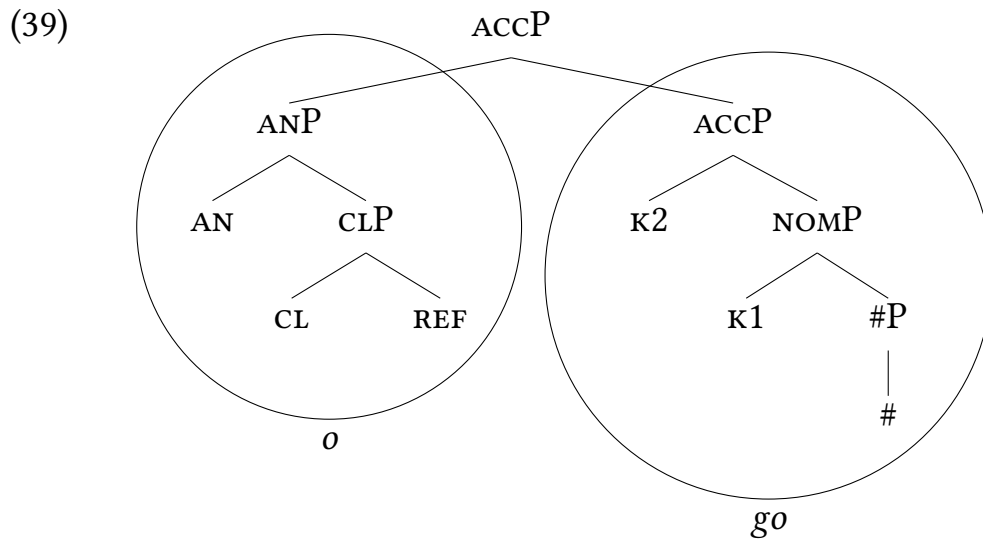 (39) ACCP
ANP ACCP
AN CLP K2 NOMP
CL REF K1 #P
#
o
go